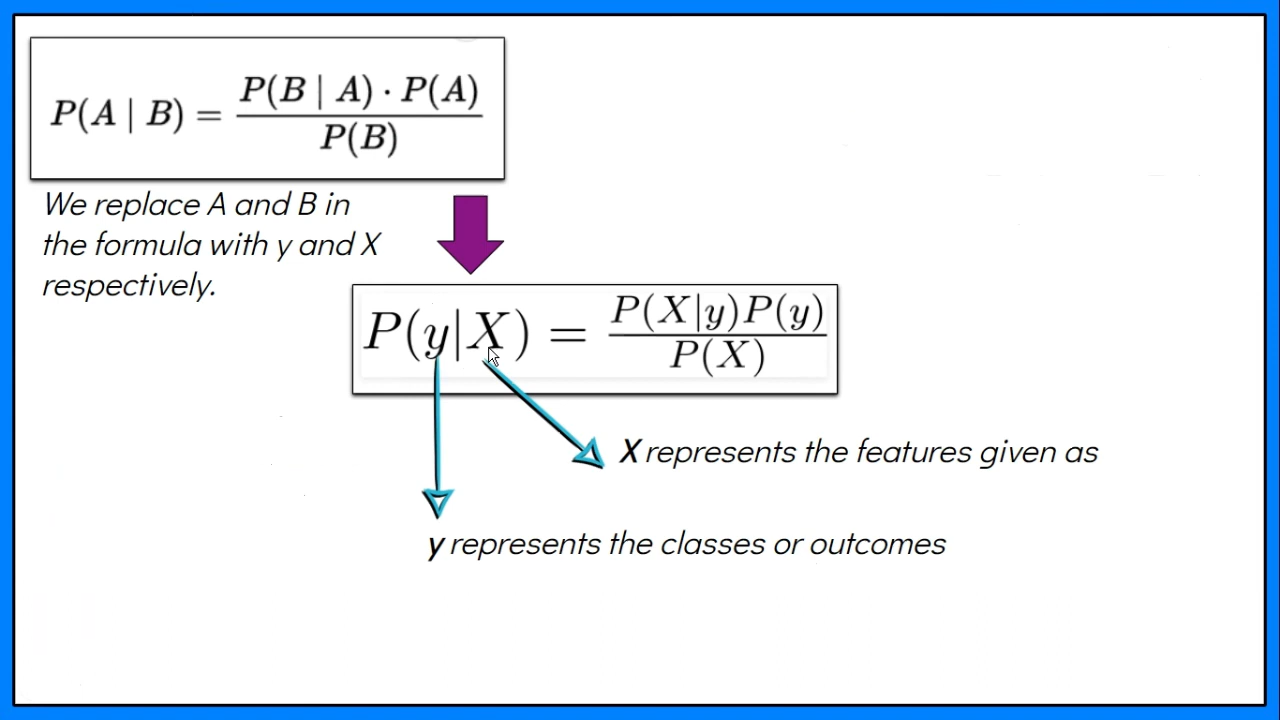 P(A | B) = P(B | A) · P(A) / P(B)
We replace A and B in
the formula with y and X
respectively.
P(y|X) = P(X|y)P(y) / P(X)
X represents the features given as
y represents the classes or outcomes